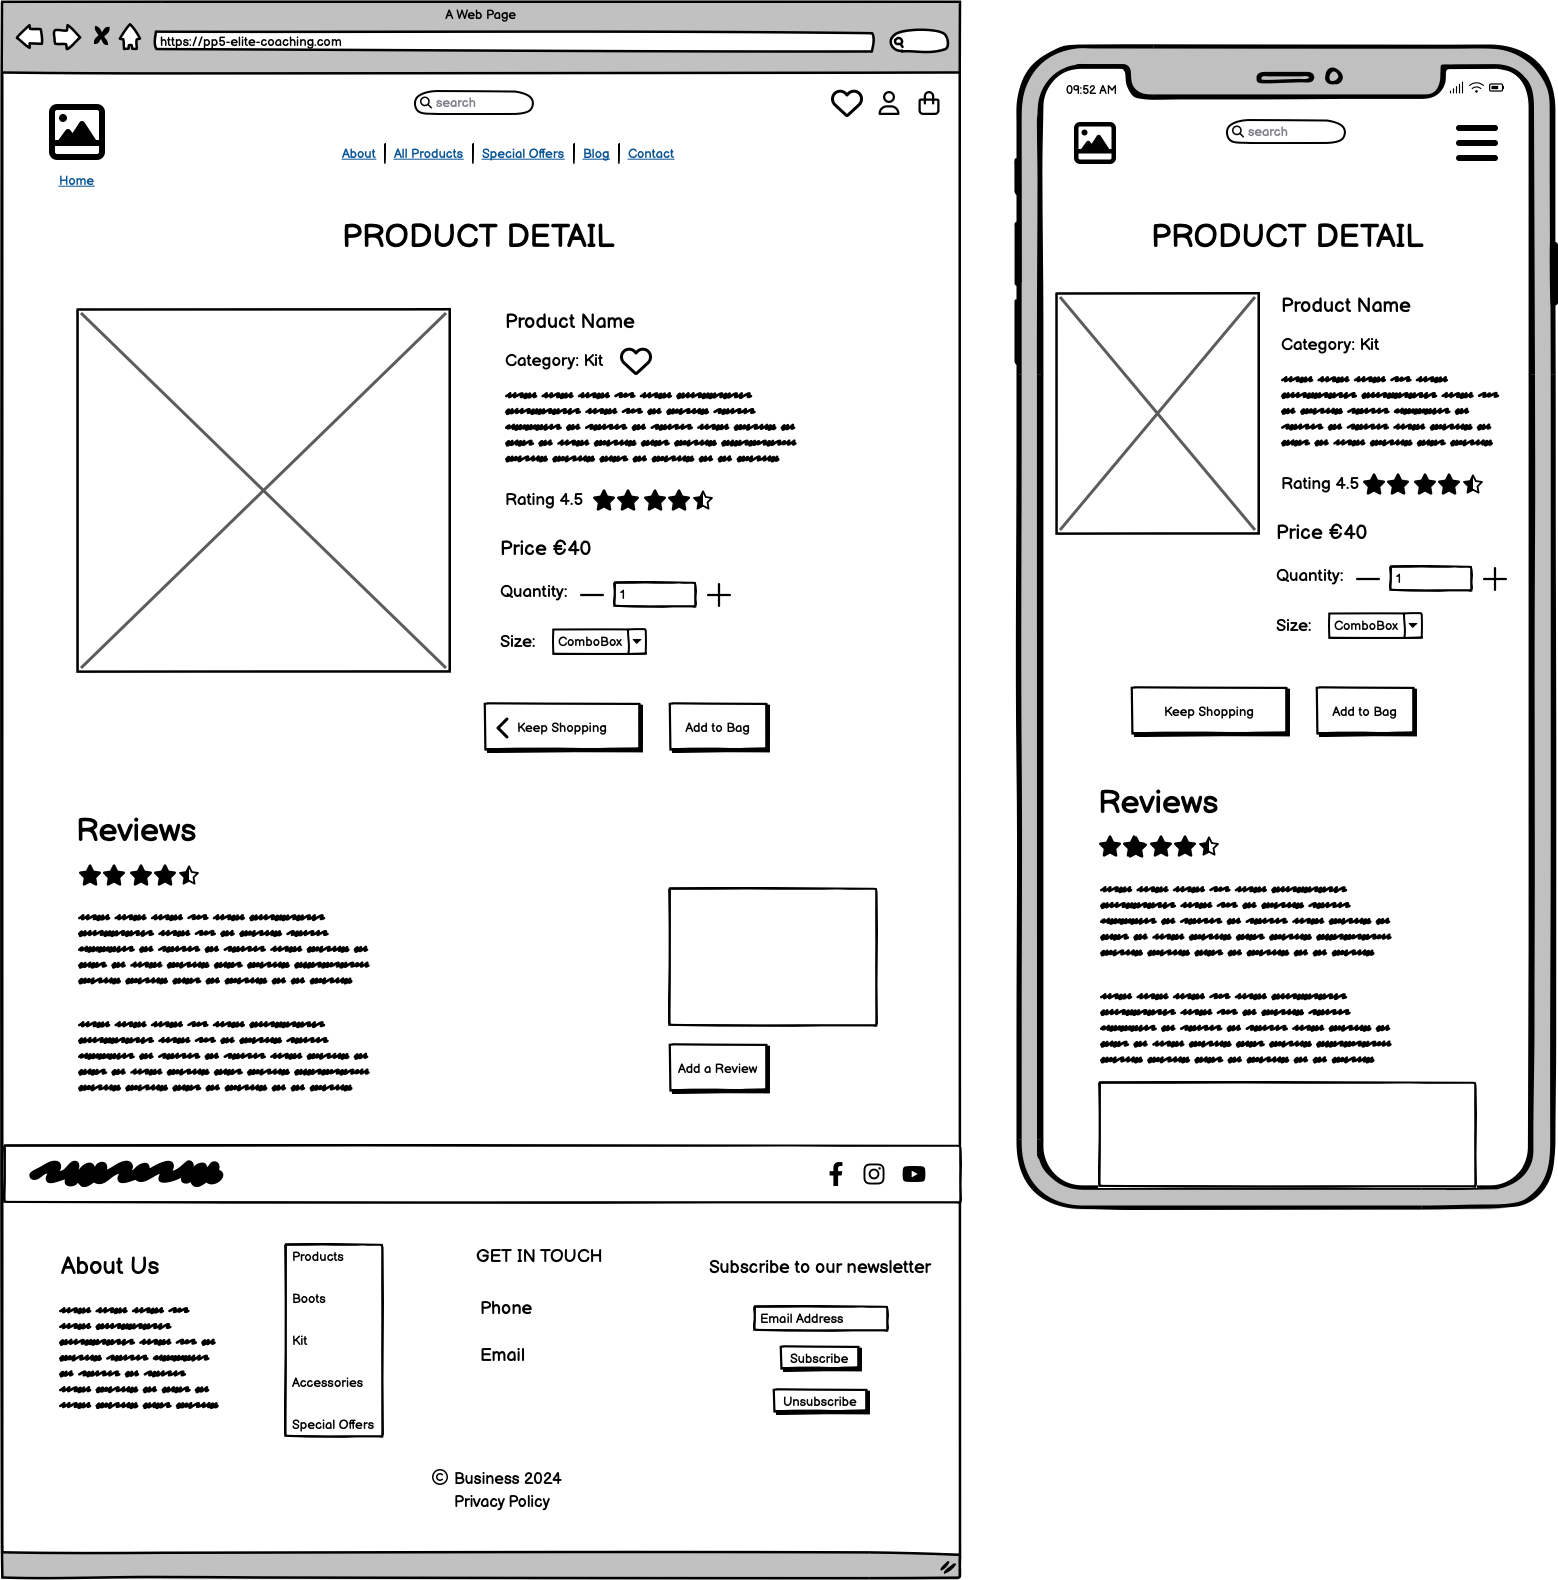 A Web Page
https://pp5-elite-coaching.com
search
About All Products Special Offers Blog Contact
Home
PRODUCT DETAIL
Product Name
Category: Kit
Rating 4.5
Price €40
Quantity: 1
Size: ComboBox
Keep Shopping Add to Bag
Reviews
Add a Review
About Us
Products
Boots
Kit
Accessories
Special Offers
GET IN TOUCH
Phone
Email
Subscribe to our newsletter
Email Address
Subscribe
Unsubscribe
© Business 2024
Privacy Policy
09:52 AM
search
PRODUCT DETAIL
Product Name
Category: Kit
Rating 4.5
Price €40
Quantity: 1
Size: ComboBox
Keep Shopping Add to Bag
Reviews